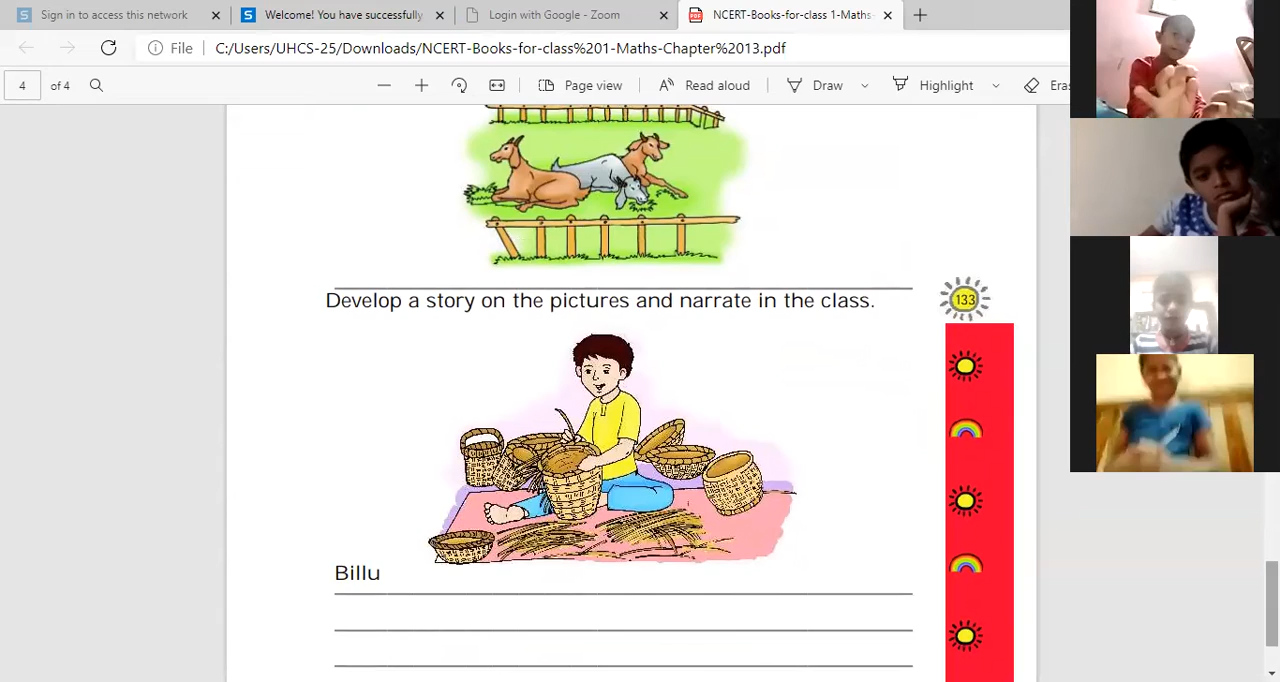 Sign in to access this network
Welcome! You have successfully
Login with Google - Zoom
NCERT-Books-for class 1-Maths-
File
C:/Users/UHCS-25/Downloads/NCERT-Books-for-class%201-Maths-Chapter%2013.pdf
4 of 4
Page view
Read aloud
Draw
Highlight
Eras
Develop a story on the pictures and narrate in the class.
133
Billu